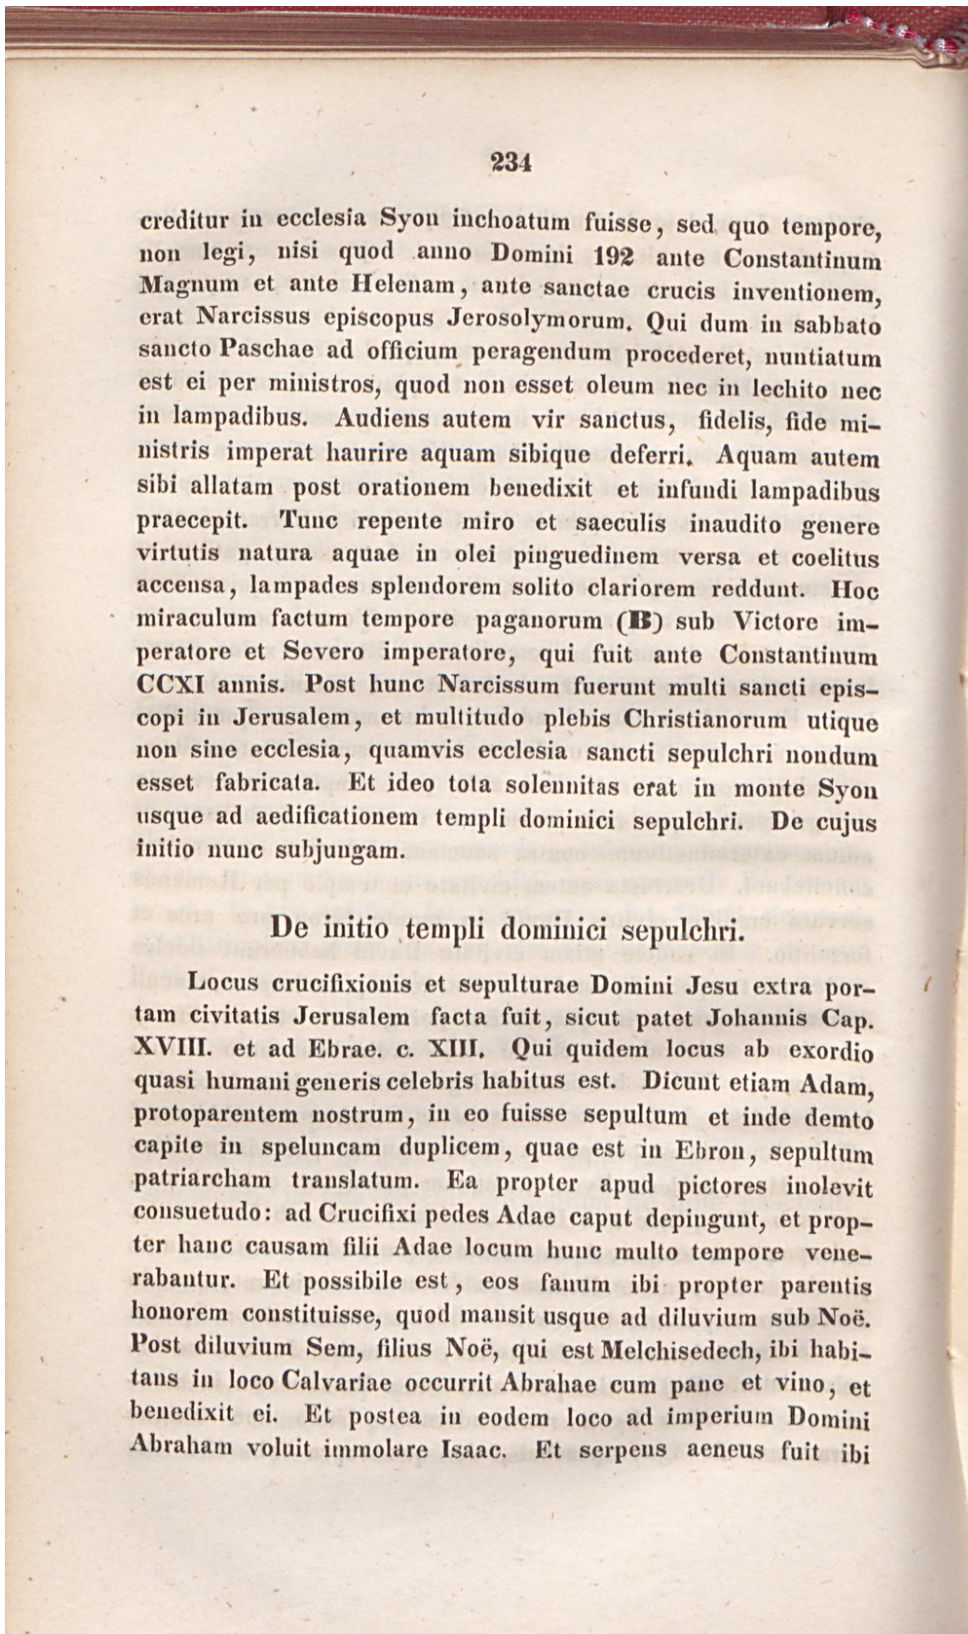 234
creditur in ecclesia Syon inchoatum fuisse, sed quo tempore,
non legi, nisi quod anno Domini 192 ante Constantinum
Magnum et ante Helenam, ante sanctae crucis inventionem,
erat Narcissus episcopus Jerosolymorum. Qui dum in sabbato
sancto Paschae ad officium peragendum procederet, nuntiatum
est ei per ministros, quod non esset oleum nec in lechito nec
in lampadibus. Audiens autem vir sanctus, fidelis, fide mi-
nistris imperat haurire aquam sibique deferri. Aquam autem
sibi allatam post orationem benedixit et infundi lampadibus
praecepit. Tunc repente miro et saeculis inaudito genere
virtutis natura aquae in olei pinguedinem versa et coelitus
accensa, lampades splendorem solito clariorem reddunt. Hoc
miraculum factum tempore paganorum (B) sub Victore im-
peratore et Severo imperatore, qui fuit ante Constantinum
CCXI annis. Post hunc Narcissum fuerunt multi sancti epis-
copi in Jerusalem, et multitudo plebis Christianorum utique
non sine ecclesia, quamvis ecclesia sancti sepulchri nondum
esset fabricata. Et ideo tota solennitas erat in monte Syon
usque ad aedificationem templi dominici sepulchri. De cujus
initio nunc subjungam.
De initio templi dominici sepulchri.
Locus crucifixionis et sepulturae Domini Jesu extra por-
tam civitatis Jerusalem facta fuit, sicut patet Johannis Cap.
XVIII. et ad Ebrae. c. XIII. Qui quidem locus ab exordio
quasi humani generis celebris habitus est. Dicunt etiam Adam,
protoparentem nostrum, in eo fuisse sepultum et inde demto
capite in speluncam duplicem, quae est in Ebron, sepultum
patriarcham translatum. Ea propter apud pictores inolevit
consuetudo: ad Crucifixi pedes Adae caput depingunt, et prop-
ter hanc causam filii Adae locum hunc multo tempore vene-
rabantur. Et possibile est, eos fanum ibi propter parentis
honorem constituisse, quod mansit usque ad diluvium sub Noë.
Post diluvium Sem, filius Noë, qui est Melchisedech, ibi habi-
tans in loco Calvariae occurrit Abrahae cum pane et vino, et
benedixit ei. Et postea in eodem loco ad imperium Domini
Abraham voluit immolare Isaac. Et serpens aeneus fuit ibi